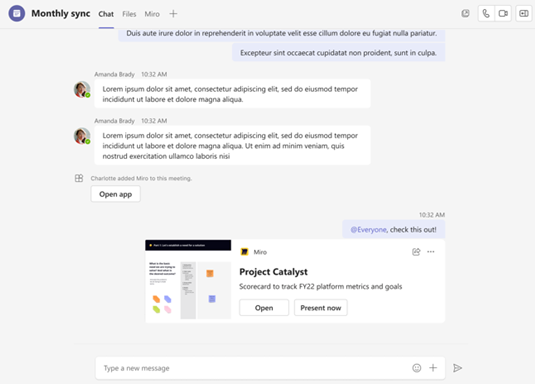 Monthly sync Chat Files Miro
Duis aute irure dolor in reprehenderit in voluptate velit esse cillum dolore eu fugiat nulla pariatur.
Excepteur sint occaecat cupidatat non proident, sunt in culpa.
Amanda Brady 10:32 AM
Lorem ipsum dolor sit amet, consectetur adipiscing elit, sed do eiusmod tempor
incididunt ut labore et dolore magna aliqua.
Amanda Brady 10:32 AM
Lorem ipsum dolor sit amet, consectetur adipiscing elit, sed do eiusmod tempor
incididunt ut labore et dolore magna aliqua. Ut enim ad minim veniam, quis
nostrud exercitation ullamco laboris nisi
Charlotte added Miro to this meeting.
Open app
10:32 AM
@Everyone, check this out!
Miro
Project Catalyst
Scorecard to track FY22 platform metrics and goals
Open Present now
Type a new message